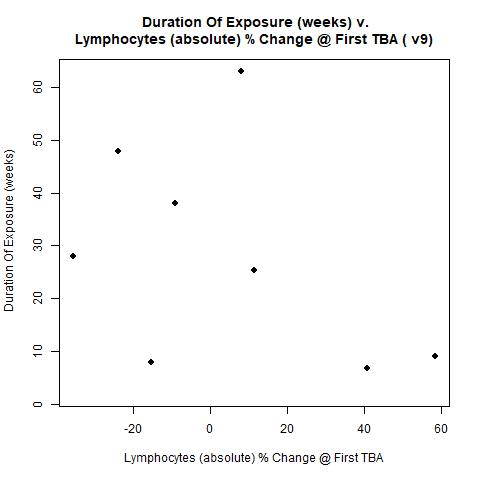 Duration Of Exposure (weeks) v.
Lymphocytes (absolute) % Change @ First TBA ( v9)
Duration Of Exposure (weeks)
60
50
40
30
20
10
0
-20 0 20 40 60
Lymphocytes (absolute) % Change @ First TBA